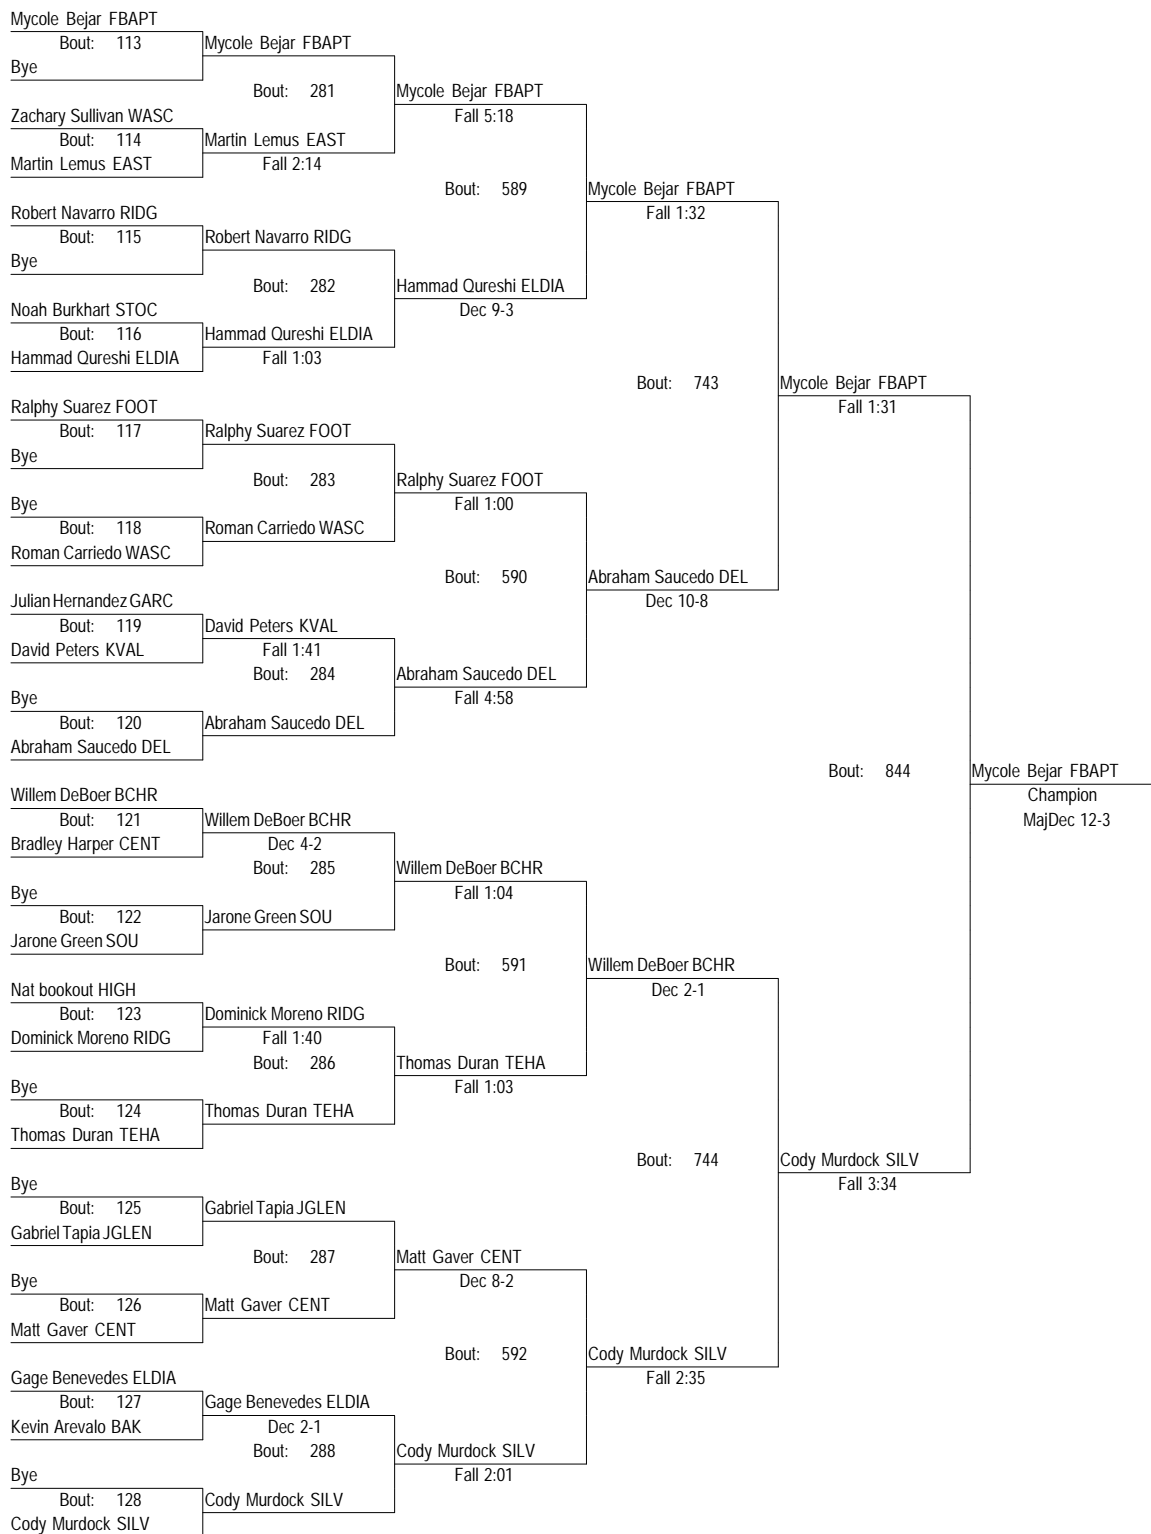 Mycole Bejar FBAPT
Bout: 113
Bye
Mycole Bejar FBAPT
Bout: 281
Zachary Sullivan WASC
Bout: 114
Martin Lemus EAST
Martin Lemus EAST
Fall 2:14
Mycole Bejar FBAPT
Fall 5:18
Bout: 589
Robert Navarro RIDG
Bout: 115
Bye
Robert Navarro RIDG
Bout: 282
Noah Burkhart STOC
Bout: 116
Hammad Qureshi ELDIA
Hammad Qureshi ELDIA
Fall 1:03
Hammad Qureshi ELDIA
Dec 9-3
Mycole Bejar FBAPT
Fall 1:32
Bout: 743
Ralphy Suarez FOOT
Bout: 117
Bye
Ralphy Suarez FOOT
Bout: 283
Bye
Bout: 118
Roman Carriedo WASC
Roman Carriedo WASC
Ralphy Suarez FOOT
Fall 1:00
Bout: 590
Julian Hernandez GARC
Bout: 119
David Peters KVAL
David Peters KVAL
Fall 1:41
Bout: 284
Bye
Bout: 120
Abraham Saucedo DEL
Abraham Saucedo DEL
Abraham Saucedo DEL
Fall 4:58
Abraham Saucedo DEL
Dec 10-8
Mycole Bejar FBAPT
Fall 1:31
Bout: 844
Mycole Bejar FBAPT
Champion
MajDec 12-3
Willem DeBoer BCHR
Bout: 121
Bradley Harper CENT
Willem DeBoer BCHR
Dec 4-2
Bout: 285
Bye
Bout: 122
Jarone Green SOU
Jarone Green SOU
Willem DeBoer BCHR
Fall 1:04
Bout: 591
Nat bookout HIGH
Bout: 123
Dominick Moreno RIDG
Dominick Moreno RIDG
Fall 1:40
Bout: 286
Bye
Bout: 124
Thomas Duran TEHA
Thomas Duran TEHA
Thomas Duran TEHA
Fall 1:03
Willem DeBoer BCHR
Dec 2-1
Bout: 744
Bye
Bout: 125
Gabriel Tapia JGLEN
Gabriel Tapia JGLEN
Bout: 287
Bye
Bout: 126
Matt Gaver CENT
Matt Gaver CENT
Matt Gaver CENT
Dec 8-2
Bout: 592
Gage Benevedes ELDIA
Bout: 127
Kevin Arevalo BAK
Gage Benevedes ELDIA
Dec 2-1
Bout: 288
Bye
Bout: 128
Cody Murdock SILV
Cody Murdock SILV
Cody Murdock SILV
Fall 2:01
Cody Murdock SILV
Fall 2:35
Cody Murdock SILV
Fall 3:34